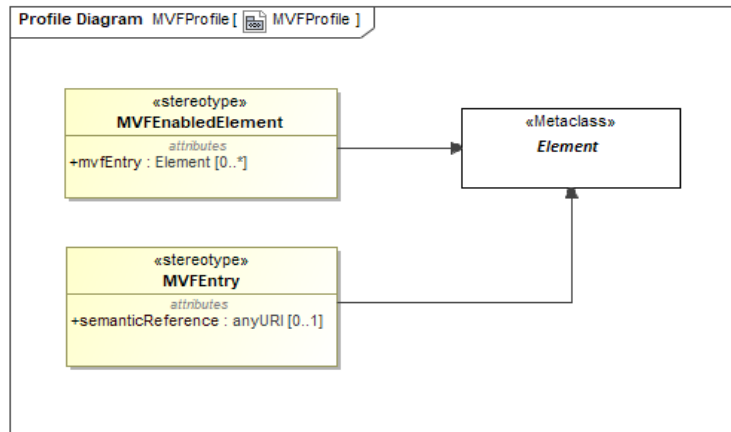 Profile Diagram MVFProfile [ MVFProfile ]
«stereotype»
MVFEnabledElement
attributes
+mvfEntry : Element [0..*]
«Metaclass»
Element
«stereotype»
MVFEntry
attributes
+semanticReference : anyURI [0..1]